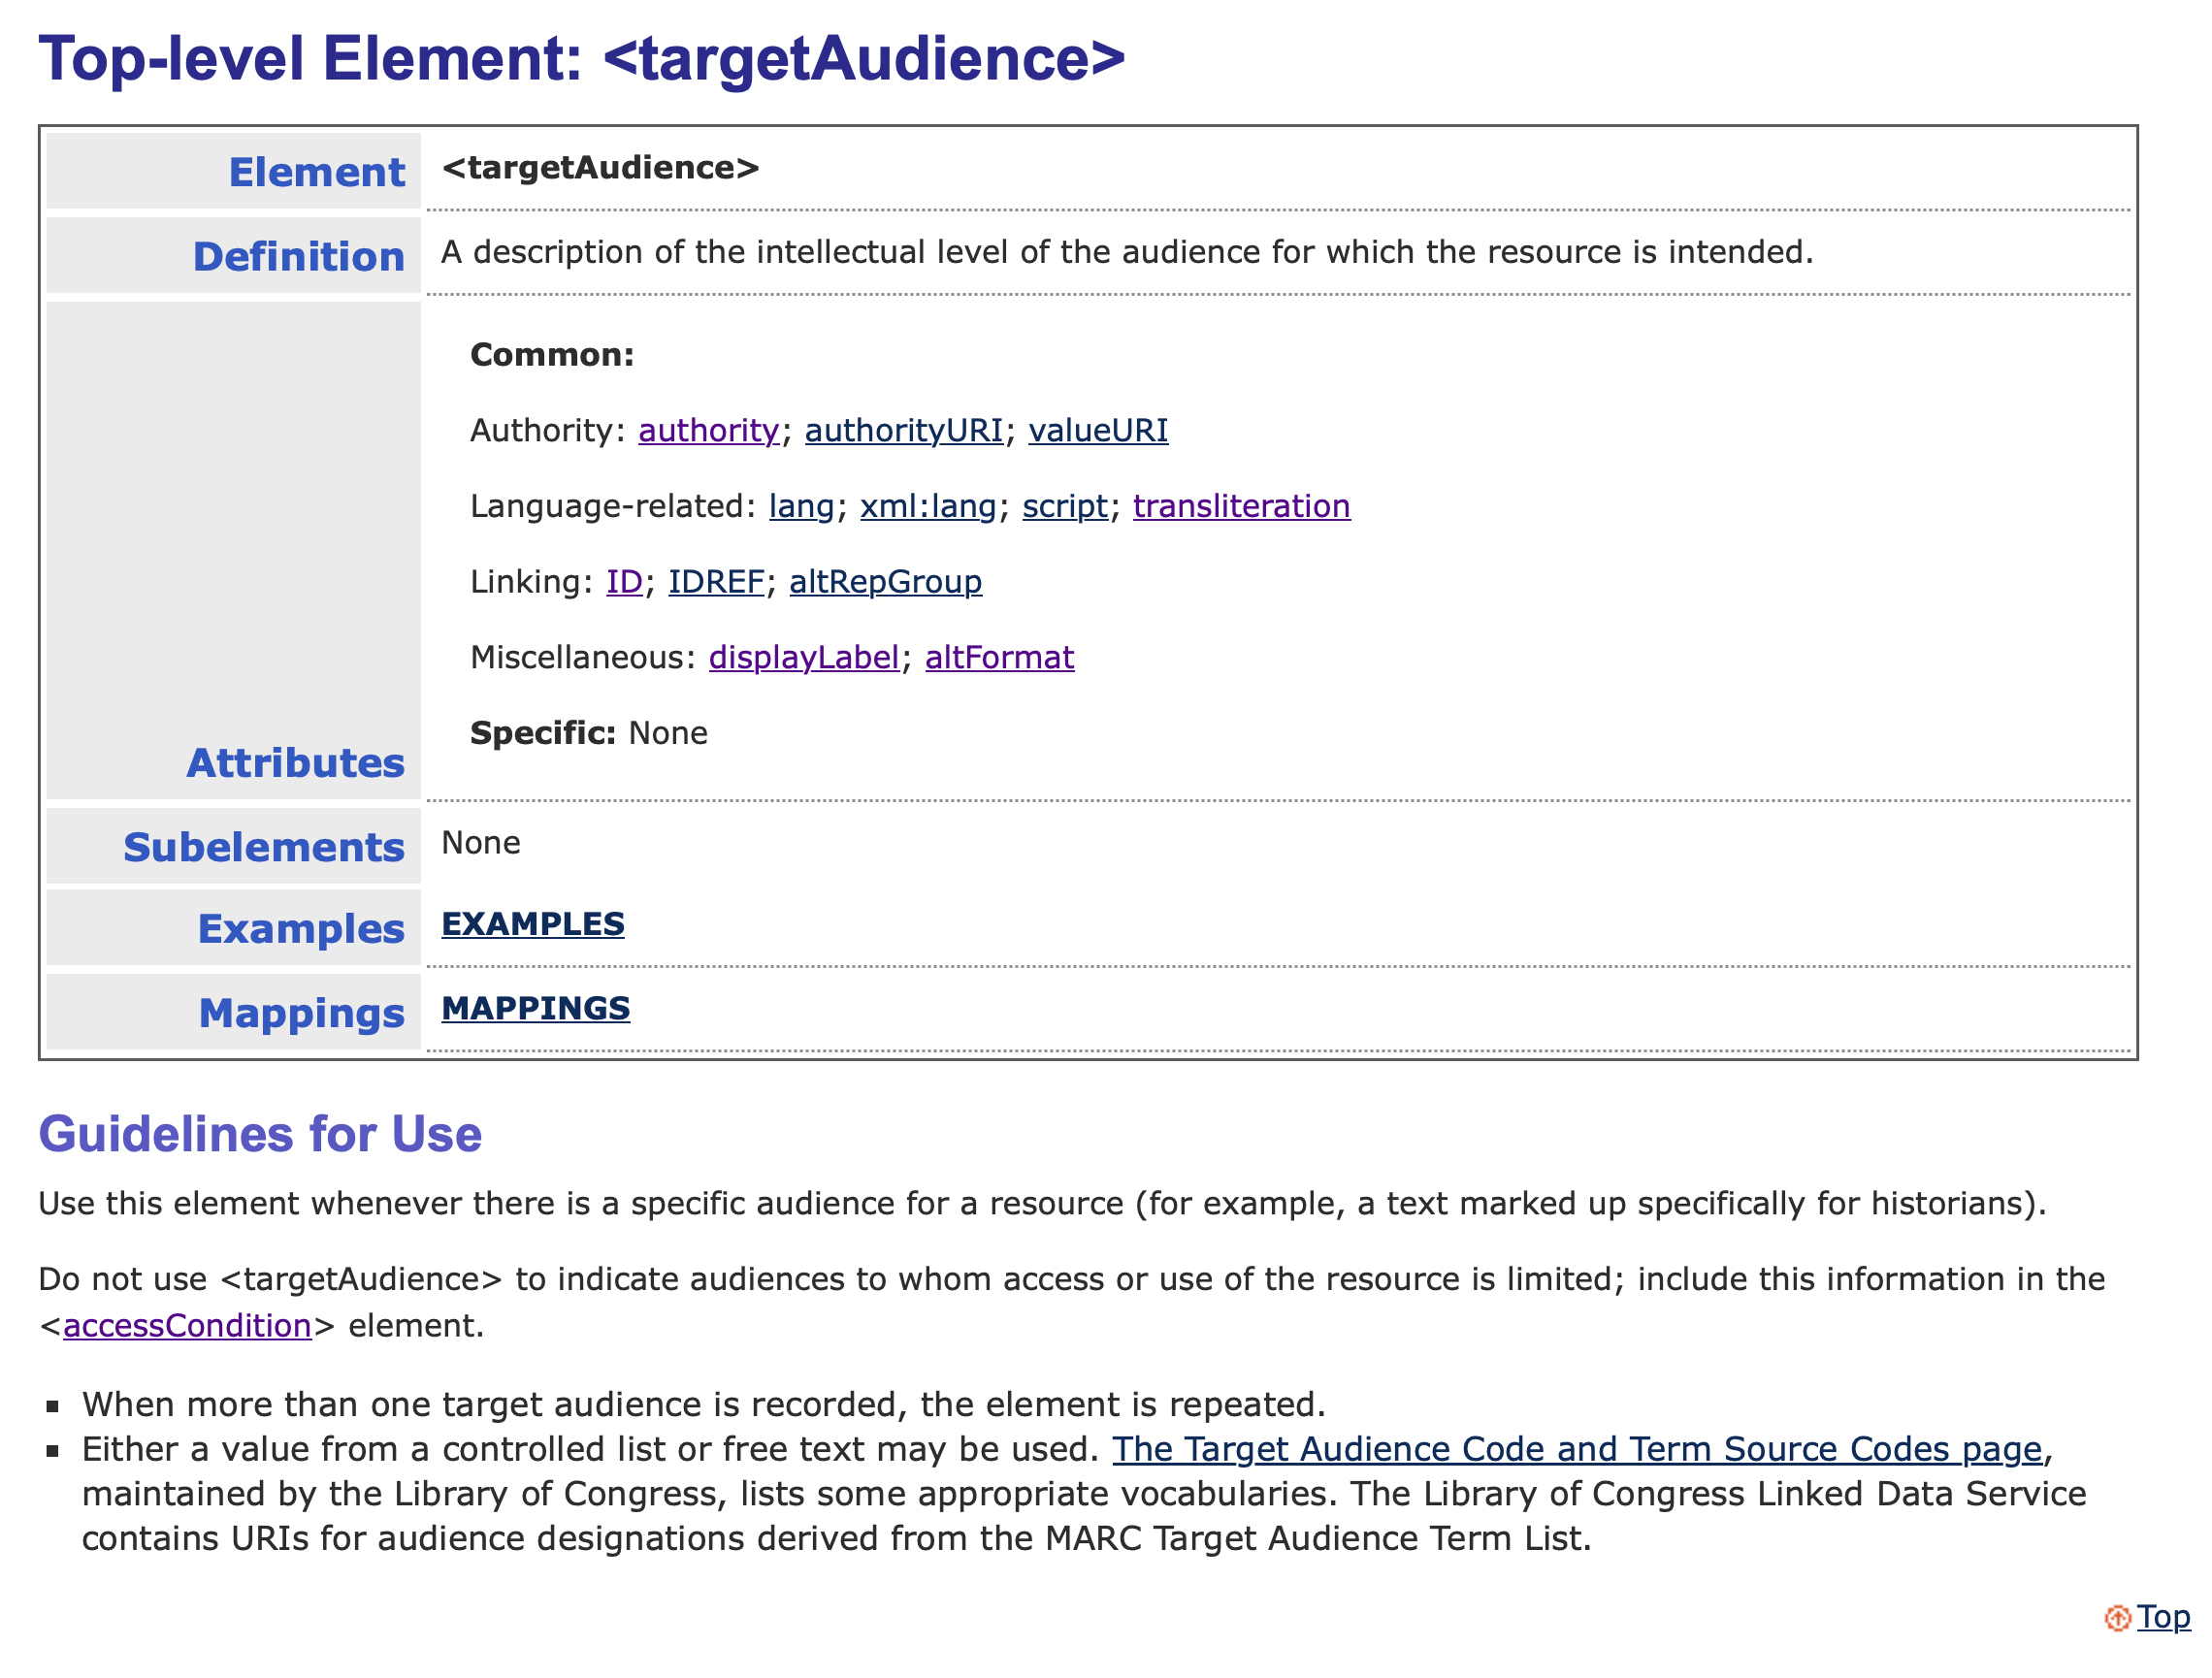 Top-level Element: <targetAudience>
Element <targetAudience>
Definition A description of the intellectual level of the audience for which the resource is intended.
Common:
Authority: authority; authorityURI; valueURI
Language-related: lang; xml:lang; script; transliteration
Linking: ID; IDREF; altRepGroup
Miscellaneous: displayLabel; altFormat
Specific: None
Attributes
Subelements None
Examples EXAMPLES
Mappings MAPPINGS
Guidelines for Use
Use this element whenever there is a specific audience for a resource (for example, a text marked up specifically for historians).
Do not use <targetAudience> to indicate audiences to whom access or use of the resource is limited; include this information in the
<accessCondition> element.
▪ When more than one target audience is recorded, the element is repeated.
▪ Either a value from a controlled list or free text may be used. The Target Audience Code and Term Source Codes page,
maintained by the Library of Congress, lists some appropriate vocabularies. The Library of Congress Linked Data Service
contains URIs for audience designations derived from the MARC Target Audience Term List.
Top